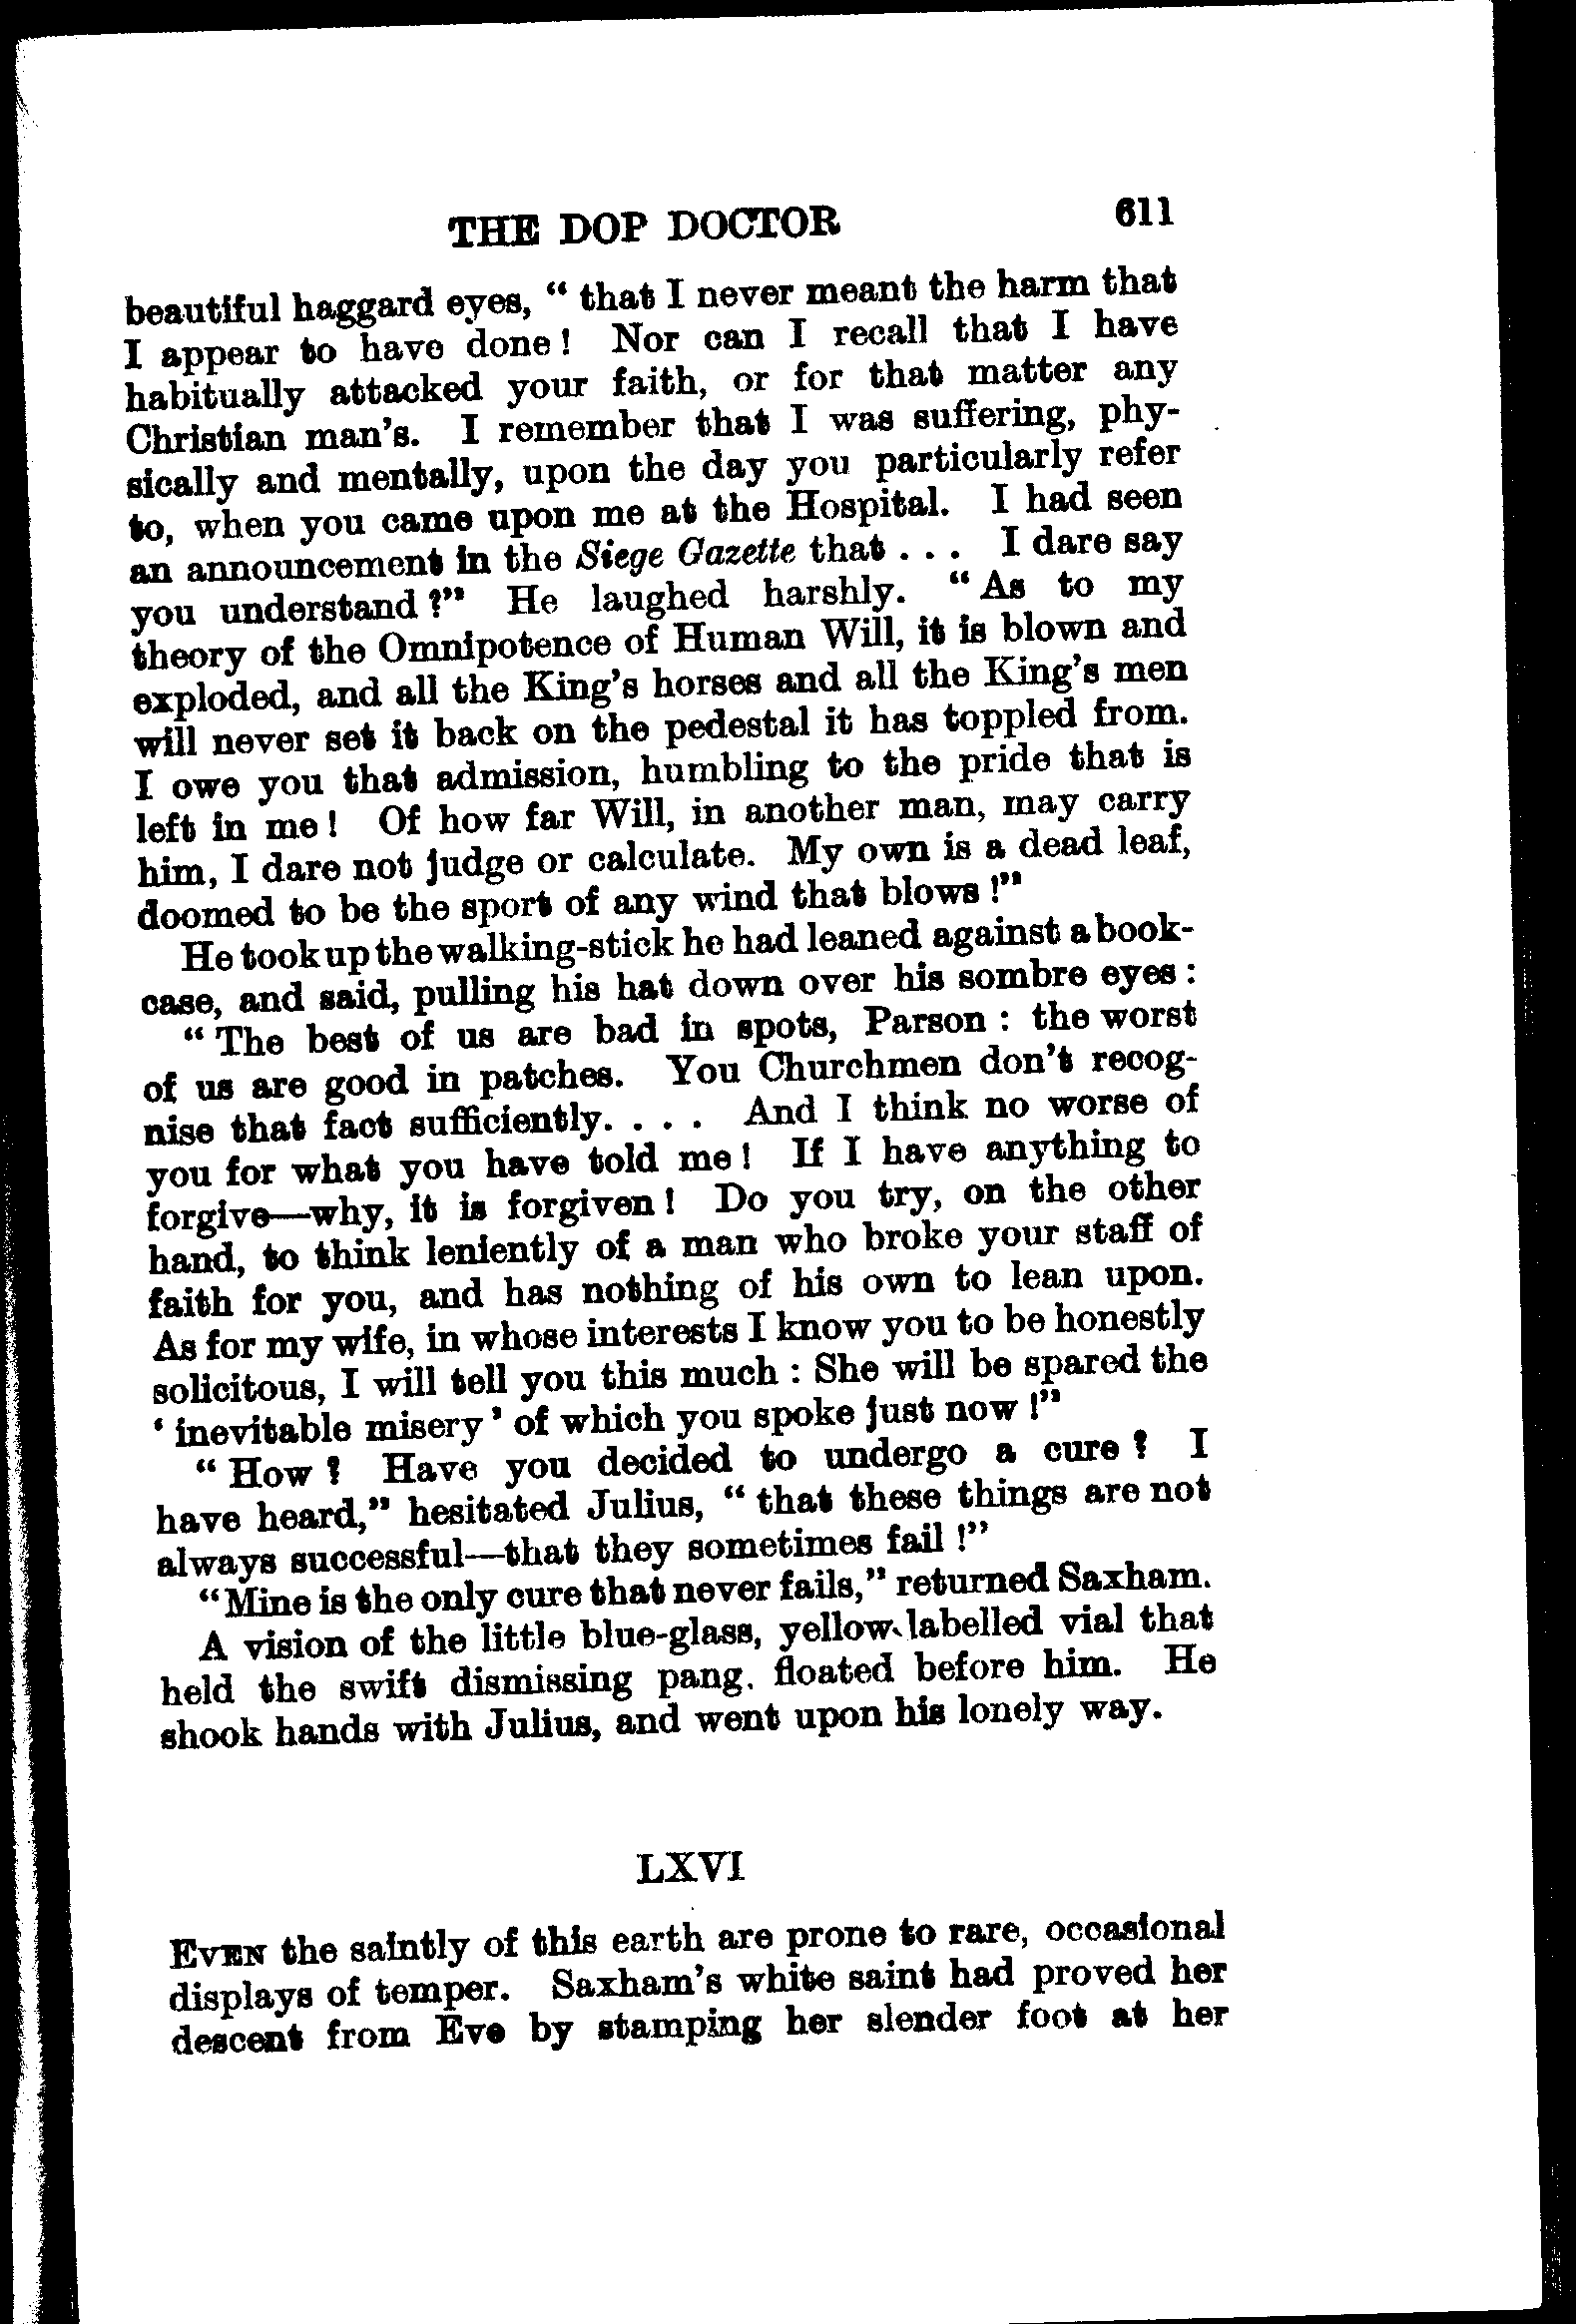 THE DOP DOCTOR 611
beautiful haggard eyes, “ that I never meant the harm that
I appear to have done ! Nor can I recall that I have
habitually attacked your faith, or for that matter any
Christian man’s. I remember that I was suffering, phy-
sically and mentally, upon the day you particularly refer
to, when you came upon me at the Hospital. I had seen
an announcement in the Siege Gazette that . . . I dare say
you understand ?” He laughed harshly. “ As to my
theory of the Omnipotence of Human Will, it is blown and
exploded, and all the King’s horses and all the King’s men
will never set it back on the pedestal it has toppled from.
I owe you that admission, humbling to the pride that is
left in me ! Of how far Will, in another man, may carry
him, I dare not judge or calculate. My own is a dead leaf,
doomed to be the sport of any wind that blows !”
He took up the walking-stick he had leaned against a book-
case, and said, pulling his hat down over his sombre eyes :
“ The best of us are bad in spots, Parson : the worst
of us are good in patches. You Churchmen don’t recog-
nise that fact sufficiently. . . . And I think no worse of
you for what you have told me ! If I have anything to
forgive—why, it is forgiven ! Do you try, on the other
hand, to think leniently of a man who broke your staff of
faith for you, and has nothing of his own to lean upon.
As for my wife, in whose interests I know you to be honestly
solicitous, I will tell you this much : She will be spared the
‘ inevitable misery ’ of which you spoke just now !”
“ How ? Have you decided to undergo a cure ? I
have heard,” hesitated Julius, “ that these things are not
always successful—that they sometimes fail !”
“Mine is the only cure that never fails,” returned Saxham.
A vision of the little blue-glass, yellow-labelled vial that
held the swift dismissing pang. floated before him. He
shook hands with Julius, and went upon his lonely way.
LXVI
EVEN the saintly of this earth are prone to rare, occasional
displays of temper. Saxham’s white saint had proved her
descent from Eve by stamping her slender foot at her